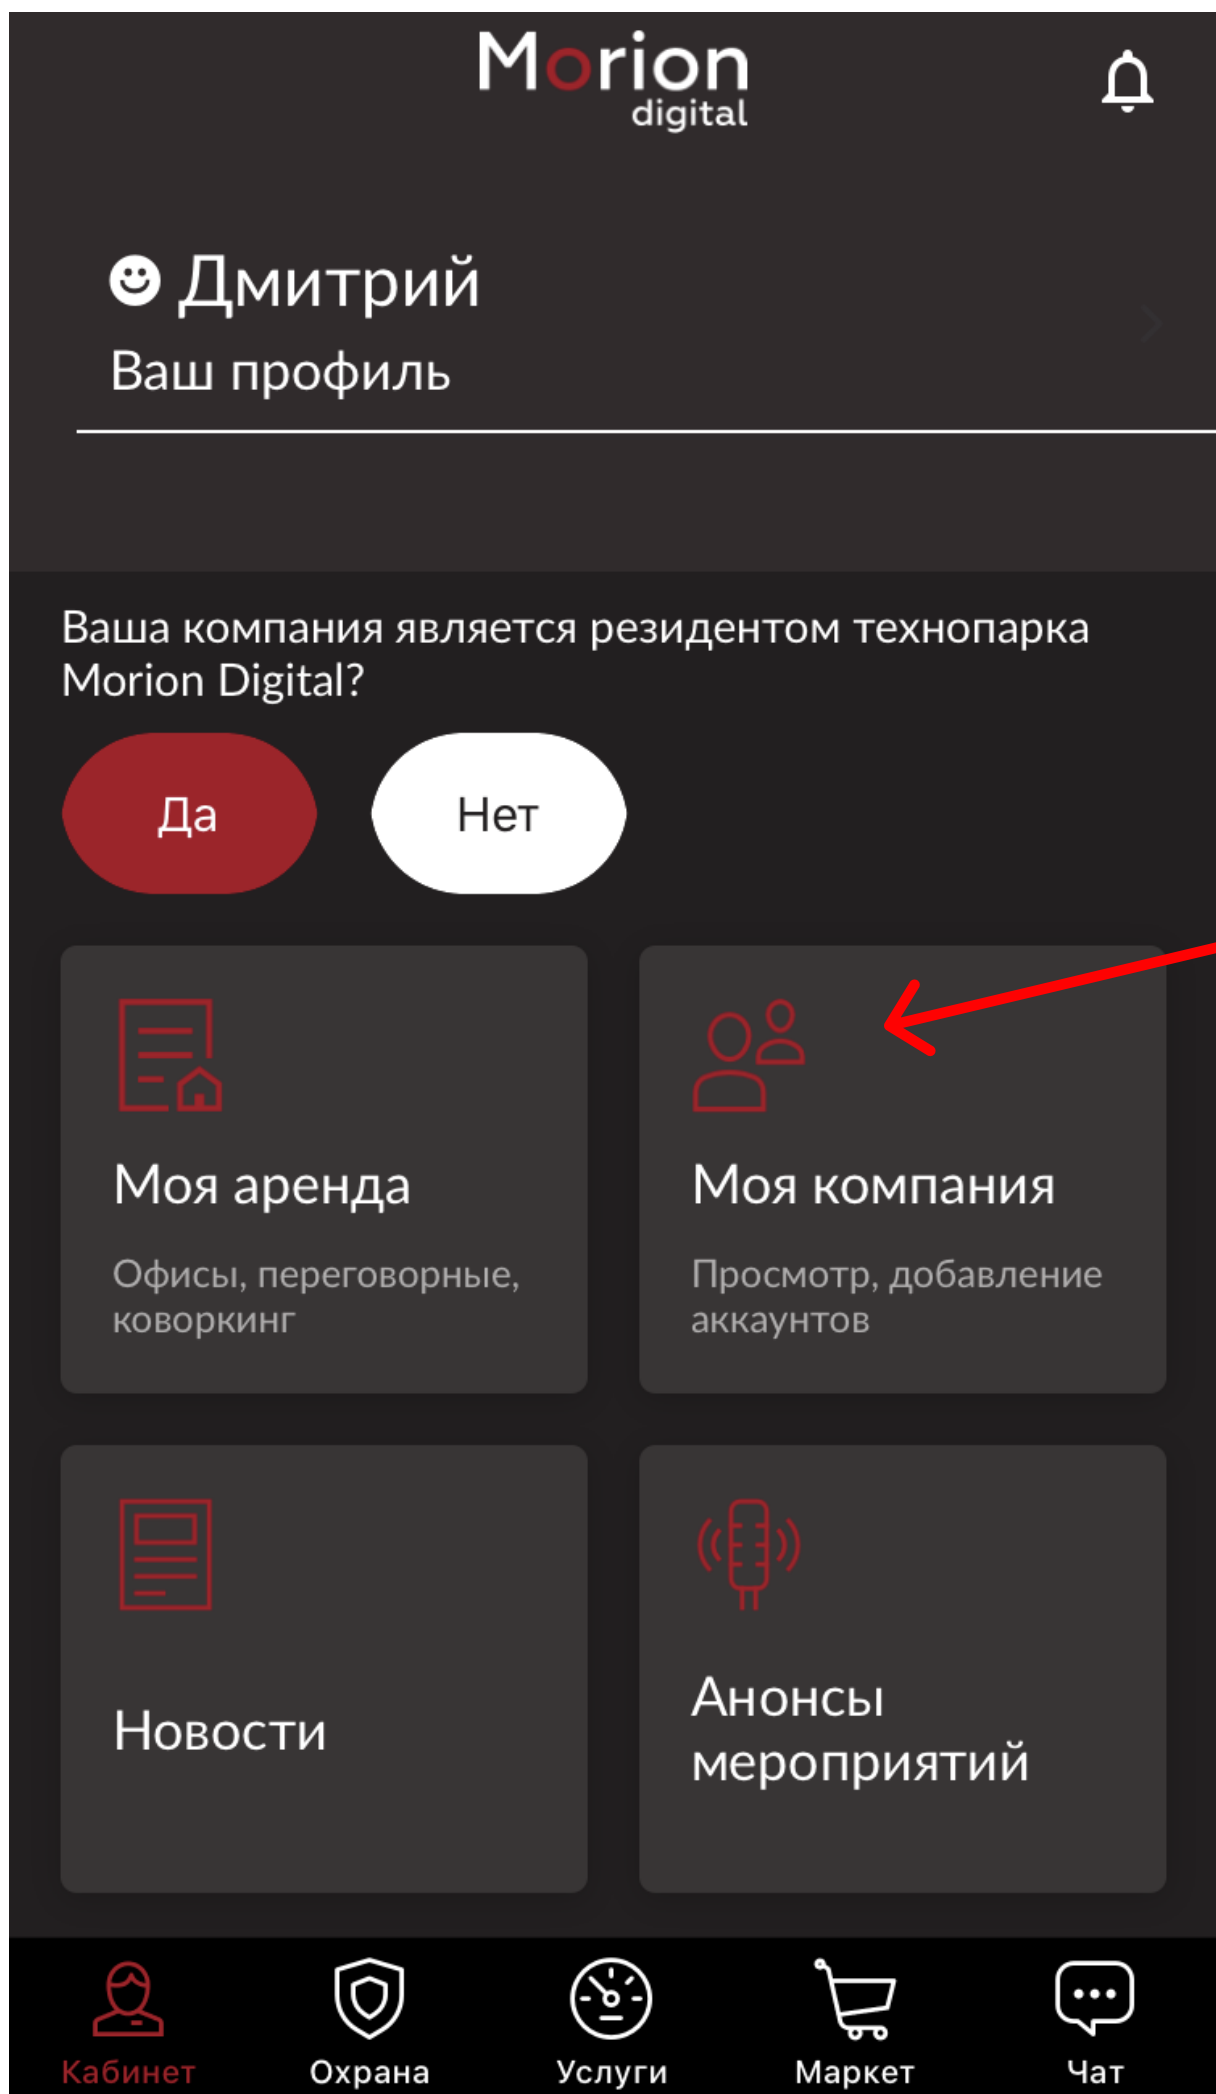 Morion
digital
Дмитрий
Ваш профиль
Ваша компания является резидентом технопарка
Morion Digital?
Да
Нет
Моя аренда
Офисы, переговорные,
коворкинг
Моя компания
Просмотр, добавление
аккаунтов
Новости
Анонсы
мероприятий
Кабинет
Охрана
Услуги
Маркет
Чат